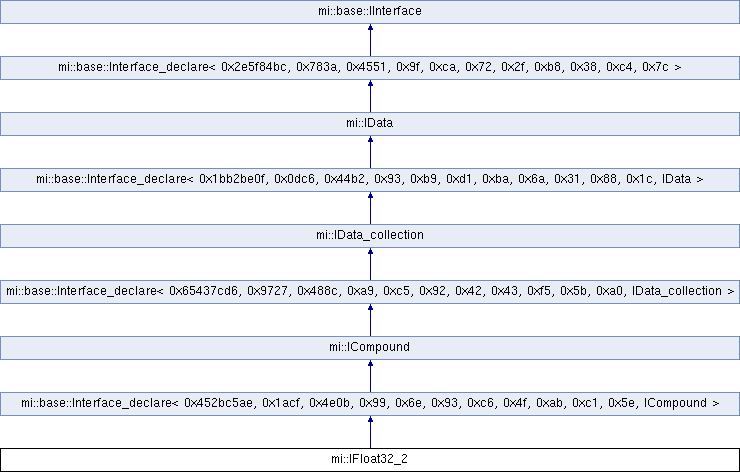 mi::base::IInterface
mi::base::Interface_declare< 0x2e5f84bc, 0x783a, 0x4551, 0x9f, 0xca, 0x72, 0x2f, 0xb8, 0x38, 0xc4, 0x7c >
mi::IData
mi::base::Interface_declare< 0x1bb2be0f, 0x0dc6, 0x44b2, 0x93, 0xb9, 0xd1, 0xba, 0x6a, 0x31, 0x88, 0x1c, IData >
mi::IData_collection
mi::base::Interface_declare< 0x65437cd6, 0x9727, 0x488c, 0xa9, 0xc5, 0x92, 0x42, 0x43, 0xf5, 0x5b, 0xa0, IData_collection >
mi::ICompound
mi::base::Interface_declare< 0x452bc5ae, 0x1acf, 0x4e0b, 0x99, 0x6e, 0x93, 0xc6, 0x4f, 0xab, 0xc1, 0x5e, ICompound >
mi::IFloat32_2